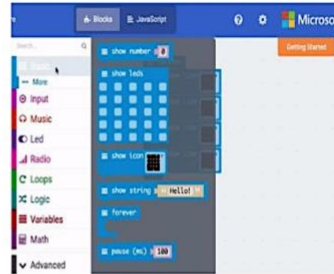 Blocks JavaScript Microso
Search... Getting Started
Basic
More
Input
Music
Led
Radio
Loops
Logic
Variables
Math
Advanced
show number 0
show leds
show icon
show string "Hello!"
forever
pause (ms) 100